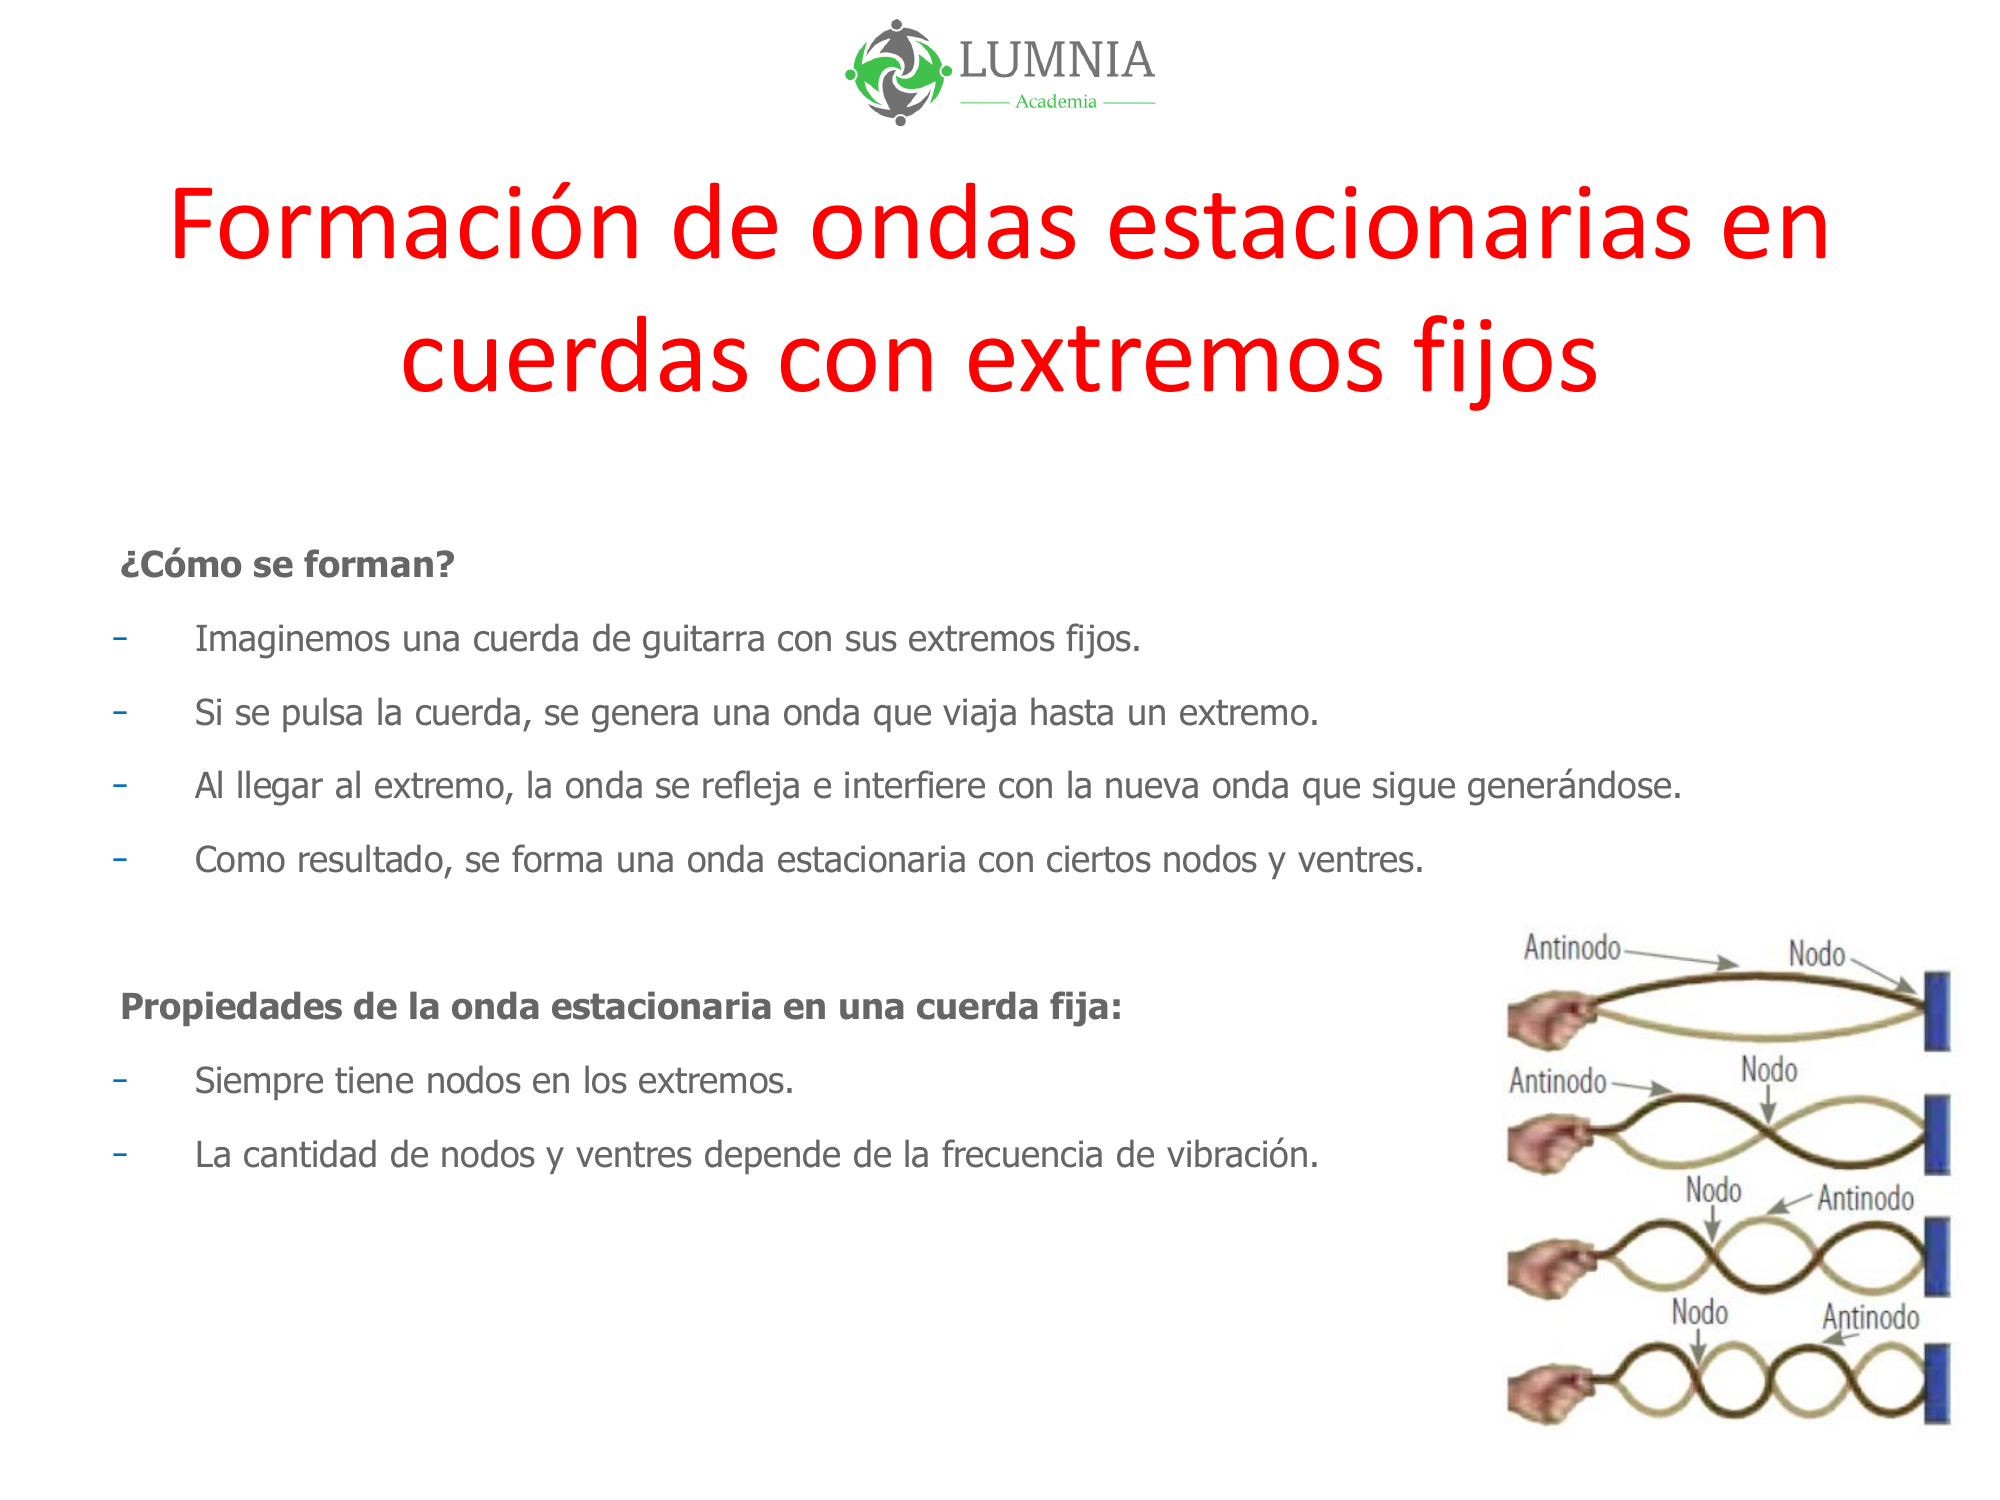 LUMNIA
Academia
Formación de ondas estacionarias en
cuerdas con extremos fijos
¿Cómo se forman?
- Imaginemos una cuerda de guitarra con sus extremos fijos.
- Si se pulsa la cuerda, se genera una onda que viaja hasta un extremo.
- Al llegar al extremo, la onda se refleja e interfiere con la nueva onda que sigue generándose.
- Como resultado, se forma una onda estacionaria con ciertos nodos y ventres.
Propiedades de la onda estacionaria en una cuerda fija:
- Siempre tiene nodos en los extremos.
- La cantidad de nodos y ventres depende de la frecuencia de vibración.
Antinodo Nodo
Antinodo Nodo
Nodo Antinodo
Nodo Antinodo